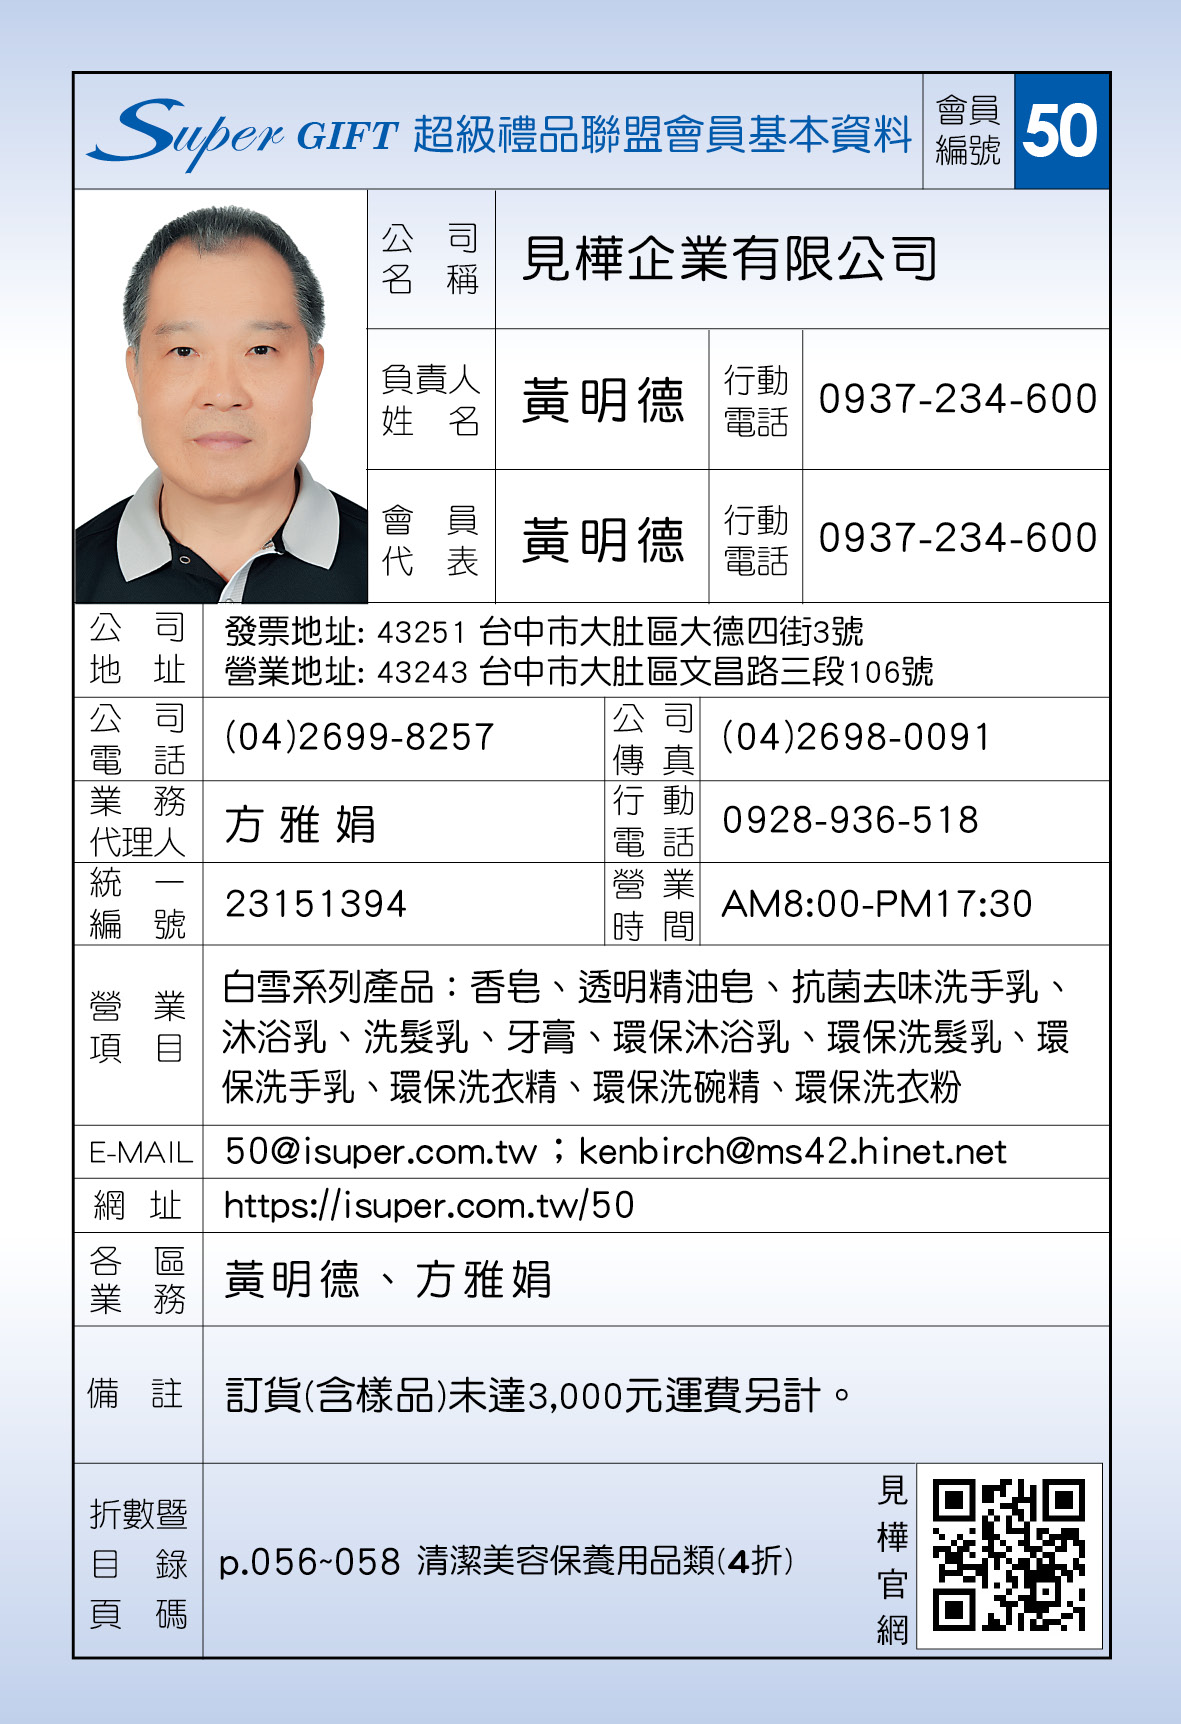 Super GIFT 超級禮品聯盟會員基本資料
會員
編號
50
公司
名稱
見樺企業有限公司
負責人
姓名
黃明德
行動
電話
0937-234-600
會員
代表
黃明德
行動
電話
0937-234-600
公司
地址
發票地址: 43251 台中市大肚區大德四街3號
營業地址: 43243 台中市大肚區文昌路三段106號
公司
電話
(04)2699-8257
公司
傳真
(04)2698-0091
業務
代理人
方雅娟
行動
電話
0928-936-518
統一
編號
23151394
營業
時間
AM8:00-PM17:30
營業
項目
白雪系列產品：香皂、透明精油皂、抗菌去味洗手乳、
沐浴乳、洗髮乳、牙膏、環保沐浴乳、環保洗髮乳、環
保洗手乳、環保洗衣精、環保洗碗精、環保洗衣粉
E-MAIL
50@isuper.com.tw；kenbirch@ms42.hinet.net
網址
https://isuper.com.tw/50
各區
業務
黃明德、方雅娟
備註
訂貨(含樣品)未達3,000元運費另計。
折數暨
目錄
頁碼
p.056~058 清潔美容保養用品類(4折)
見樺官網